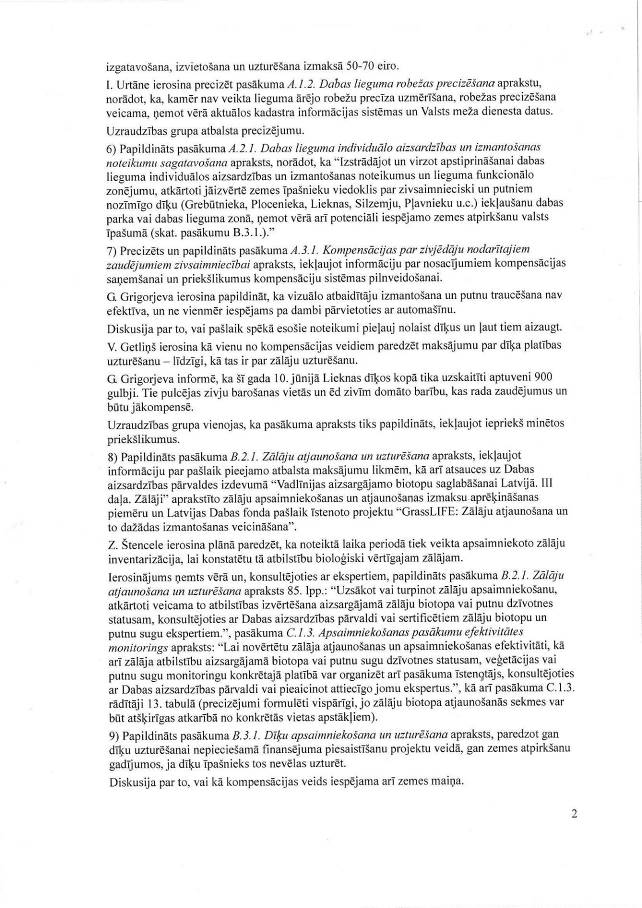 izgatavošana, izvietošana un uzturēšana izmaksā 50-70 eiro.
I. Urtāne ierosina precizēt pasākuma A.1.2. Dabas lieguma robežas precizēšana aprakstu,
norādot, ka, kamēr nav veikta lieguma ārējo robežu precīza uzmērīšana, robežas precizēšana
veicama, ņemot vērā aktuālos kadastra informācijas sistēmas un Valsts meža dienesta datus.
Uzraudzības grupa atbalsta precizējumu.
6) Papildināts pasākuma A.2.1. Dabas lieguma individuālo aizsardzības un izmantošanas
noteikumu sagatavošana apraksts, norādot, ka “Izstrādājot un virzot apstiprināšanai dabas
lieguma individuālos aizsardzības un izmantošanas noteikumus un lieguma funkcionālo
zonējumu, atkārtoti jāizvērtē zemes īpašnieku viedoklis par zivsaimnieciski un putniem
nozīmīgo dīķu (Grebūtnieka, Plocenieka, Lieknas, Silzemju, Pļavnieku u.c.) iekļaušanu dabas
parka vai dabas lieguma zonā, ņemot vērā arī potenciāli iespējamo zemes atpirkšanu valsts
īpašumā (skat. pasākumu B.3.1.).”
7) Precizēts un papildināts pasākuma A.3.1. Kompensācijas par zivjēdāju nodarītajiem
zaudējumiem zivsaimniecībai apraksts, iekļaujot informāciju par nosacījumiem kompensācijas
saņemšanai un priekšlikumus kompensāciju sistēmas pilnveidošanai.
G. Grigorjeva ierosina papildināt, ka vizuālo atbaidītāju izmantošana un putnu traucēšana nav
efektīva, un ne vienmēr iespējams pa dambi pārvietoties ar automašīnu.
Diskusija par to, vai pašlaik spēkā esošie noteikumi pieļauj nolaist dīķus un ļaut tiem aizaugt.
V. Getliņš ierosina kā vienu no kompensācijas veidiem paredzēt maksājumu par dīķa platības
uzturēšanu – līdzīgi, kā tas ir par zālāju uzturēšanu.
G. Grigorjeva informē, ka šī gada 10. jūnijā Lieknas dīķos kopā tika uzskaitīti aptuveni 900
gulbji. Tie pulcējas zivju barošanas vietās un ēd zivīm domāto barību, kas rada zaudējumus un
būtu jākompensē.
Uzraudzības grupa vienojas, ka pasākuma apraksts tiks papildināts, iekļaujot iepriekš minētos
priekšlikumus.
8) Papildināts pasākuma B.2.1. Zālāju atjaunošana un uzturēšana apraksts, iekļaujot
informāciju par pašlaik pieejamo atbalsta maksājumu likmēm, kā arī atsauces uz Dabas
aizsardzības pārvaldes izdevumā “Vadlīnijas aizsargājamo biotopu saglabāšanai Latvijā. III
daļa. Zālāji” aprakstīto zālāju apsaimniekošanas un atjaunošanas izmaksu aprēķināšanas
piemēru un Latvijas Dabas fonda pašlaik īstenoto projektu “GrassLIFE: Zālāju atjaunošana un
to dažādas izmantošanas veicināšana”.
Z. Štencele ierosina plānā paredzēt, ka noteiktā laika periodā tiek veikta apsaimniekoto zālāju
inventarizācija, lai konstatētu tā atbilstību bioloģiski vērtīgajam zālājam.
Ierosinājums ņemts vērā un, konsultējoties ar ekspertiem, papildināts pasākuma B.2.1. Zālāju
atjaunošana un uzturēšana apraksts 85. lpp.: “Uzsākot vai turpinot zālāju apsaimniekošanu,
atkārtoti veicama to atbilstības izvērtēšana aizsargājamā zālāju biotopa vai putnu dzīvotnes
statusam, konsultējoties ar Dabas aizsardzības pārvaldi vai sertificētiem zālāju biotopu un
putnu sugu ekspertiem.”, pasākuma C.1.3. Apsaimniekošanas pasākumu efektivitātes
monitorings apraksts: “Lai novērtētu zālāja atjaunošanas un apsaimniekošanas efektivitāti, kā
arī zālāja atbilstību aizsargājamā biotopa vai putnu sugu dzīvotnes statusam, veģetācijas vai
putnu sugu monitoringu konkrētajā platībā var organizēt arī pasākuma īstenotājs, konsultējoties
ar Dabas aizsardzības pārvaldi vai pieaicinot attiecīgo jomu ekspertus.”, kā arī pasākuma C.1.3.
rādītāji 13. tabulā (precizējumi formulēti vispārīgi, jo zālāju biotopa atjaunošanās sekmes var
būt atšķirīgas atkarībā no konkrētās vietas apstākļiem).
9) Papildināts pasākuma B.3.1. Dīķu apsaimniekošana un uzturēšana apraksts, paredzot gan
dīķu uzturēšanai nepieciešamā finansējuma piesaistīšanu projektu veidā, gan zemes atpirkšanu
gadījumos, ja dīķu īpašnieks tos nevēlas uzturēt.
Diskusija par to, vai kā kompensācijas veids iespējama arī zemes maiņa.
2